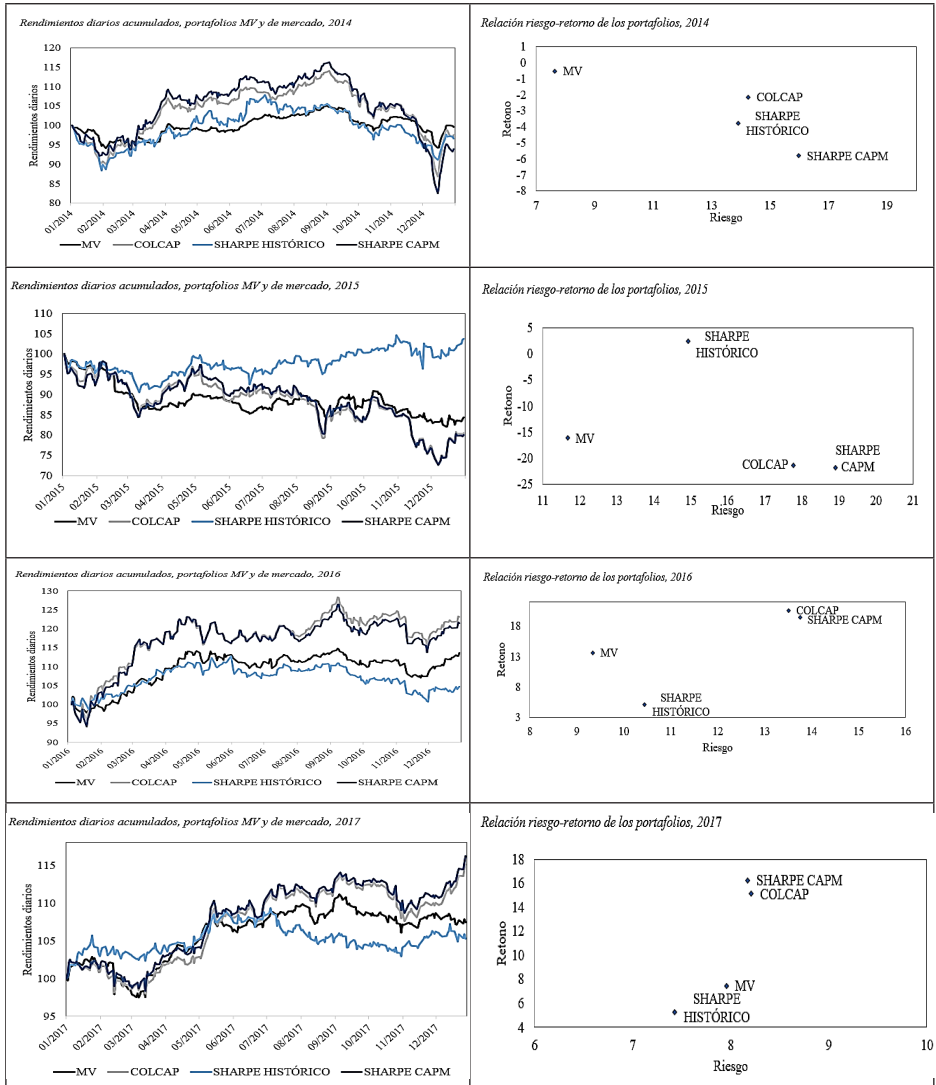 Rendimientos diarios acumulados, portafolios MV y de mercado, 2014
Rendimientos diarios
120
115
110
105
100
95
90
85
80
01/2014
02/2014
03/2014
04/2014
05/2014
06/2014
07/2014
08/2014
09/2014
10/2014
11/2014
12/2014
MV COLCAP SHARPE HISTÓRICO SHARPE CAPM
Relación riesgo-retorno de los portafolios, 2014
Retono
1
0
-1
-2
-3
-4
-5
-6
-7
-8
MV
COLCAP
SHARPE
HISTÓRICO
SHARPE CAPM
7 9 11 13 15 17 19
Riesgo
Rendimientos diarios acumulados, portafolios MV y de mercado, 2015
Rendimientos diarios
110
105
100
95
90
85
80
75
70
01/2015
02/2015
03/2015
04/2015
05/2015
06/2015
07/2015
08/2015
09/2015
10/2015
11/2015
12/2015
MV COLCAP SHARPE HISTÓRICO SHARPE CAPM
Relación riesgo-retorno de los portafolios, 2015
Retono
5
0
-5
-10
-15
-20
-25
SHARPE
HISTÓRICO
MV
COLCAP
SHARPE
CAPM
11 12 13 14 15 16 17 18 19 20 21
Riesgo
Rendimientos diarios acumulados, portafolios MV y de mercado, 2016
Rendimientos diarios
130
125
120
115
110
105
100
95
90
01/2016
02/2016
03/2016
04/2016
05/2016
06/2016
07/2016
08/2016
09/2016
10/2016
11/2016
12/2016
MV COLCAP SHARPE HISTÓRICO SHARPE CAPM
Relación riesgo-retorno de los portafolios, 2016
Retono
18
13
8
3
COLCAP
SHARPE CAPM
MV
SHARPE
HISTÓRICO
8 9 10 11 12 13 14 15 16
Riesgo
Rendimientos diarios acumulados, portafolios MV y de mercado, 2017
Rendimientos diarios
115
110
105
100
95
01/2017
02/2017
03/2017
04/2017
05/2017
06/2017
07/2017
08/2017
09/2017
10/2017
11/2017
12/2017
MV COLCAP SHARPE HISTÓRICO SHARPE CAPM
Relación riesgo-retorno de los portafolios, 2017
Retono
18
16
14
12
10
8
6
4
SHARPE CAPM
COLCAP
MV
SHARPE
HISTÓRICO
6 7 8 9 10
Riesgo